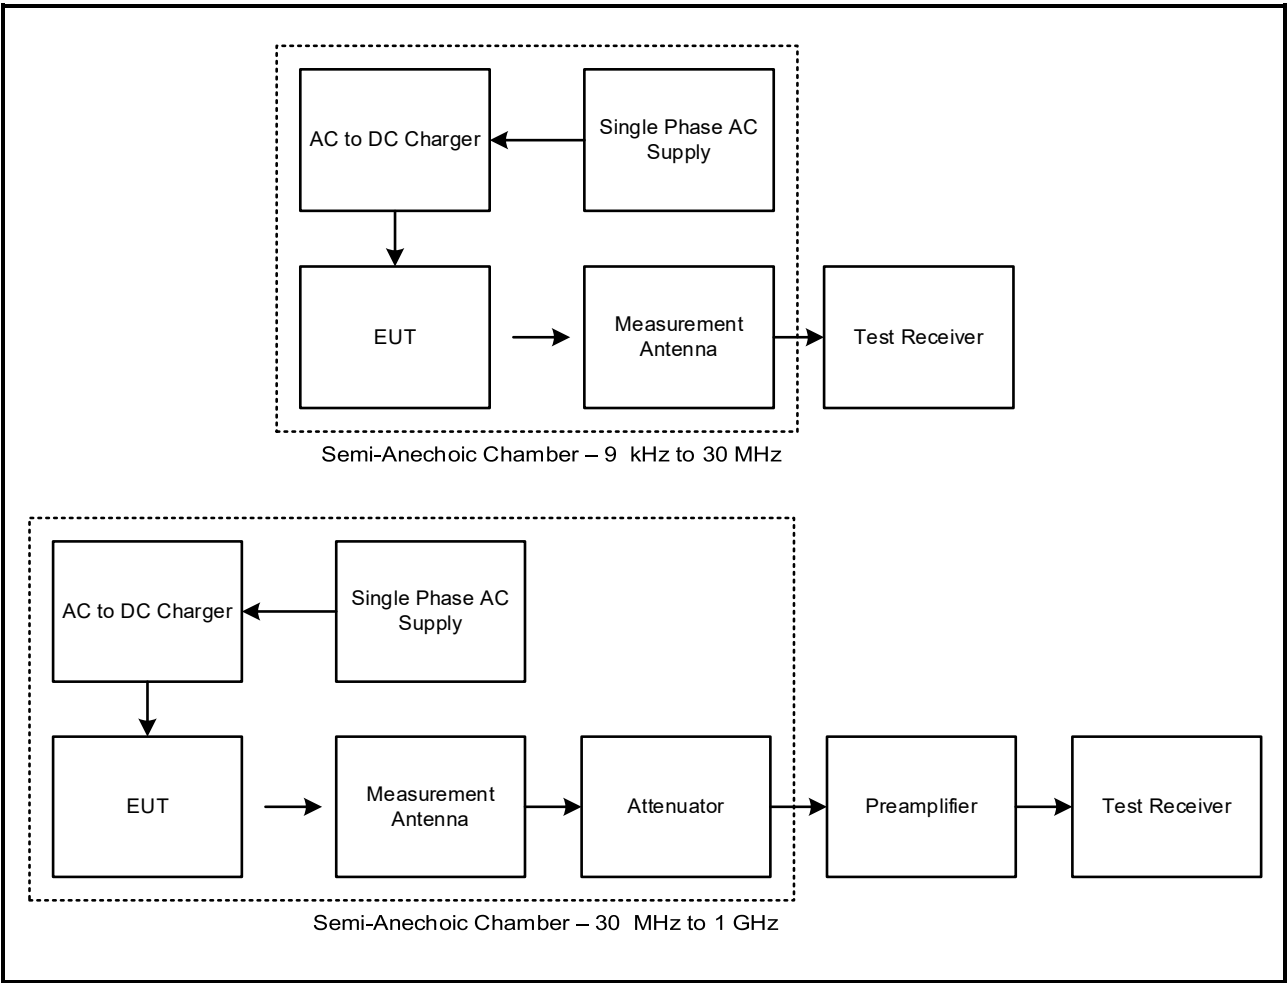 AC to DC Charger
Single Phase AC
Supply
EUT
Measurement
Antenna
Test Receiver
Semi-Anechoic Chamber – 9 kHz to 30 MHz
AC to DC Charger
Single Phase AC
Supply
EUT
Measurement
Antenna
Attenuator
Preamplifier
Test Receiver
Semi-Anechoic Chamber – 30 MHz to 1 GHz